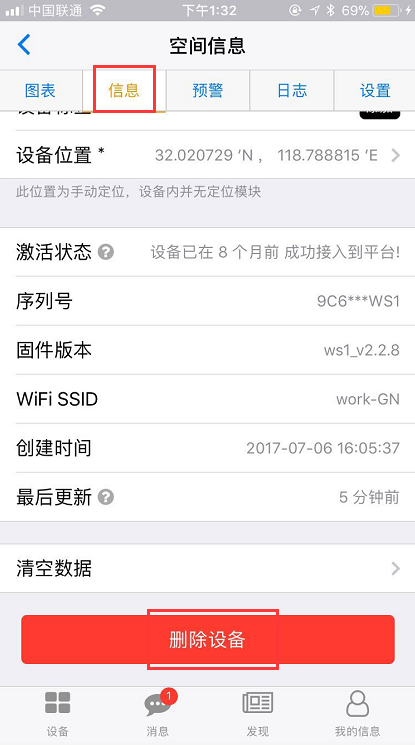 中国联通 下午1:32 69%
空间信息
图表 信息 预警 日志 设置
设备位置 * 32.020729 ‘N ， 118.788815 ‘E
此位置为手动定位，设备内并无定位模块
激活状态 ? 设备已在 8 个月前 成功接入到平台!
序列号 9C6***WS1
固件版本 ws1_v2.2.8
WiFi SSID work-GN
创建时间 2017-07-06 16:05:37
最后更新 ? 5 分钟前
清空数据
删除设备
1
设备 消息 发现 我的信息